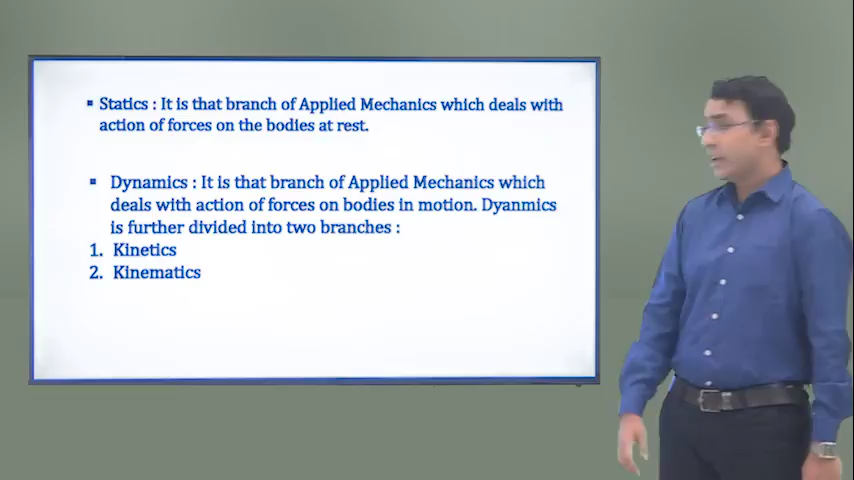 ▪ Statics : It is that branch of Applied Mechanics which deals with
action of forces on the bodies at rest.
▪ Dynamics : It is that branch of Applied Mechanics which
deals with action of forces on bodies in motion. Dyanmics
is further divided into two branches :
1. Kinetics
2. Kinematics